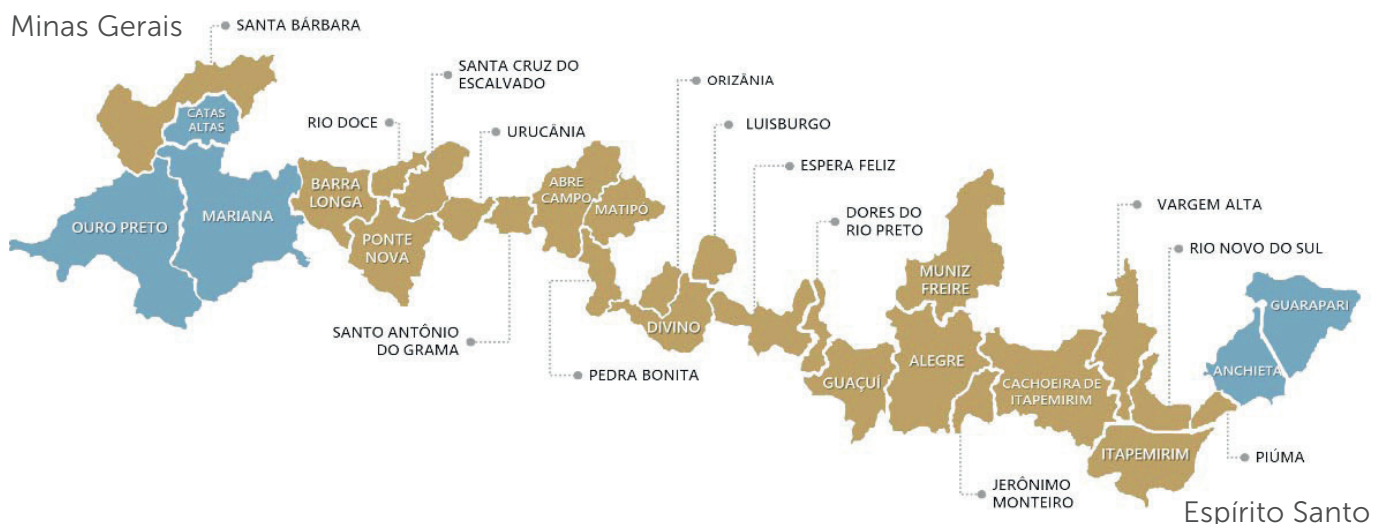 Minas Gerais
SANTA BÁRBARA
SANTA CRUZ DO
ESCALVADO
ORIZÂNIA
CATAS
ALTAS
RIO DOCE
URUCÂNIA
LUISBURGO
ESPERA FELIZ
BARRA
LONGA
ABRE
CAMPO
MATIPÓ
OURO PRETO
MARIANA
DORES DO
RIO PRETO
VARGEM ALTA
PONTE
NOVA
RIO NOVO DO SUL
MUNIZ
FREIRE
GUARAPARI
SANTO ANTÔNIO
DO GRAMA
DIVINO
PEDRA BONITA
GUAÇUÍ
ALEGRE
CACHOEIRA DE
ITAPEMIRIM
ANCHIETA
ITAPEMIRIM
PIÚMA
JERÔNIMO
MONTEIRO
Espírito Santo